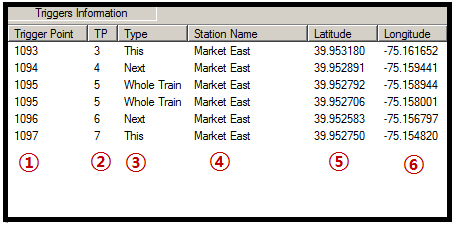 Triggers Information
Trigger Point TP Type Station Name Latitude Longitude
1093 3 This Market East 39.953180 -75.161652
1094 4 Next Market East 39.952891 -75.159441
1095 5 Whole Train Market East 39.952792 -75.158944
1095 5 Whole Train Market East 39.952706 -75.158001
1096 6 Next Market East 39.952583 -75.156797
1097 7 This Market East 39.952750 -75.154820
① ② ③ ④ ⑤ ⑥